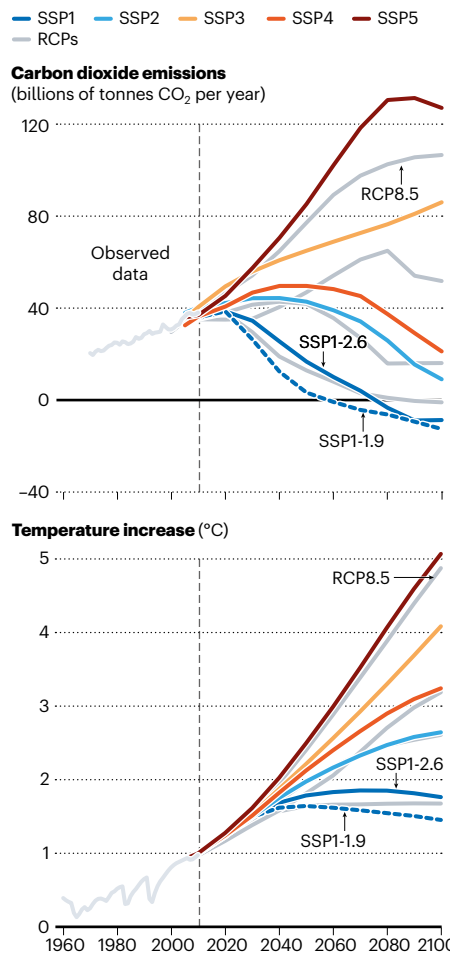 SSP1 SSP2 SSP3 SSP4 SSP5
RCPs
Carbon dioxide emissions
(billions of tonnes CO₂ per year)
120
RCP8.5
80
Observed
data
40
SSP1-2.6
0
SSP1-1.9
−40
Temperature increase (°C)
5
RCP8.5
4
3
SSP1-2.6
2
SSP1-1.9
1
0
1960 1980 2000 2020 2040 2060 2080 2100